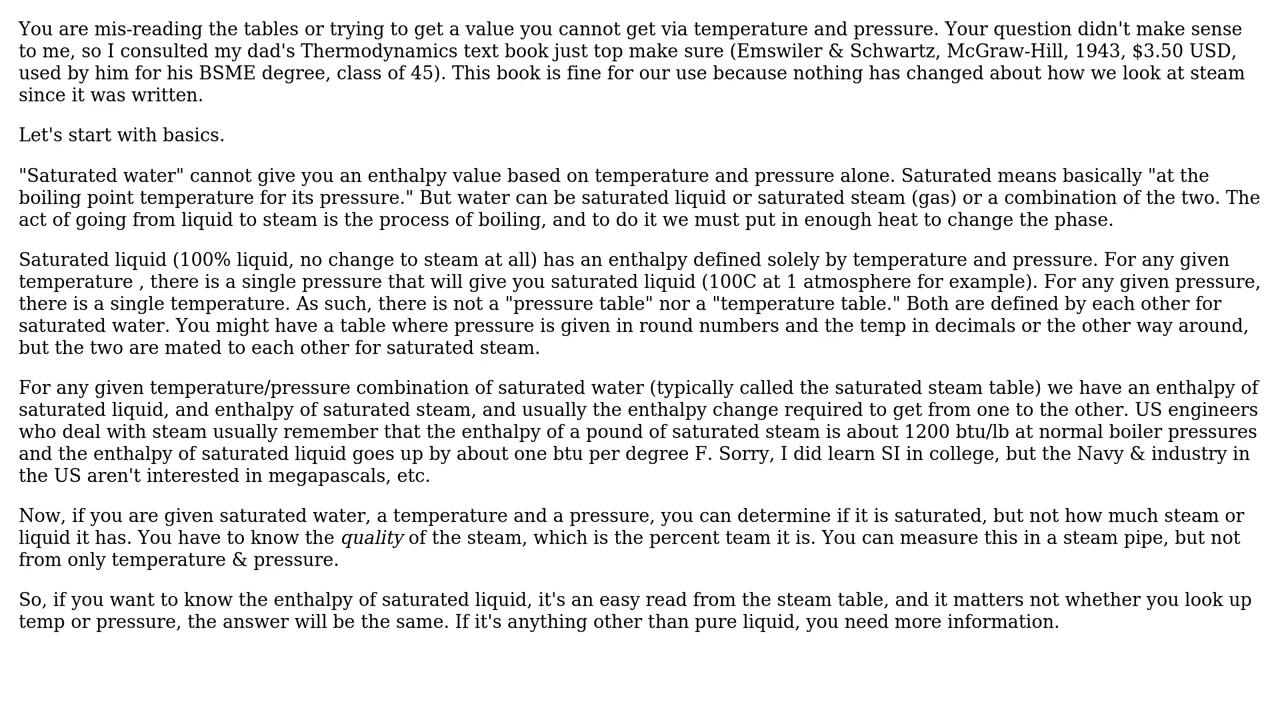 You are mis-reading the tables or trying to get a value you cannot get via temperature and pressure. Your question didn't make sense
to me, so I consulted my dad's Thermodynamics text book just top make sure (Emswiler & Schwartz, McGraw-Hill, 1943, $3.50 USD,
used by him for his BSME degree, class of 45). This book is fine for our use because nothing has changed about how we look at steam
since it was written.
Let's start with basics.
"Saturated water" cannot give you an enthalpy value based on temperature and pressure alone. Saturated means basically "at the
boiling point temperature for its pressure." But water can be saturated liquid or saturated steam (gas) or a combination of the two. The
act of going from liquid to steam is the process of boiling, and to do it we must put in enough heat to change the phase.
Saturated liquid (100% liquid, no change to steam at all) has an enthalpy defined solely by temperature and pressure. For any given
temperature , there is a single pressure that will give you saturated liquid (100C at 1 atmosphere for example). For any given pressure,
there is a single temperature. As such, there is not a "pressure table" nor a "temperature table." Both are defined by each other for
saturated water. You might have a table where pressure is given in round numbers and the temp in decimals or the other way around,
but the two are mated to each other for saturated steam.
For any given temperature/pressure combination of saturated water (typically called the saturated steam table) we have an enthalpy of
saturated liquid, and enthalpy of saturated steam, and usually the enthalpy change required to get from one to the other. US engineers
who deal with steam usually remember that the enthalpy of a pound of saturated steam is about 1200 btu/lb at normal boiler pressures
and the enthalpy of saturated liquid goes up by about one btu per degree F. Sorry, I did learn SI in college, but the Navy & industry in
the US aren't interested in megapascals, etc.
Now, if you are given saturated water, a temperature and a pressure, you can determine if it is saturated, but not how much steam or
liquid it has. You have to know the quality of the steam, which is the percent team it is. You can measure this in a steam pipe, but not
from only temperature & pressure.
So, if you want to know the enthalpy of saturated liquid, it's an easy read from the steam table, and it matters not whether you look up
temp or pressure, the answer will be the same. If it's anything other than pure liquid, you need more information.